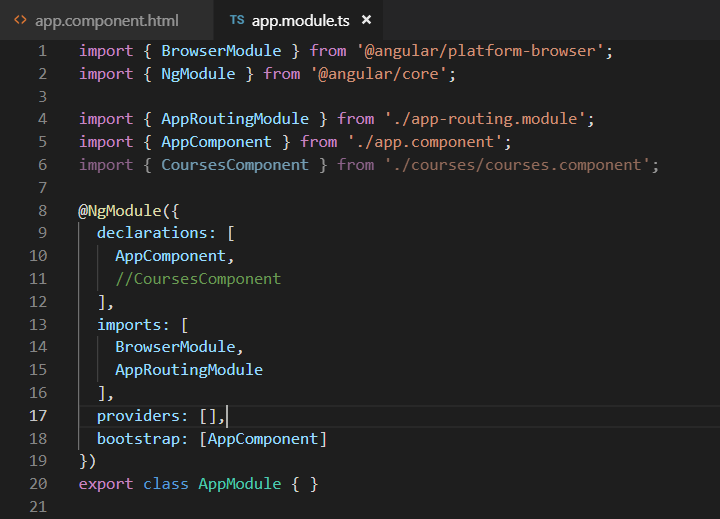 <> app.component.html
TS app.module.ts ×
1 import { BrowserModule } from '@angular/platform-browser';
2 import { NgModule } from '@angular/core';
3
4 import { AppRoutingModule } from './app-routing.module';
5 import { AppComponent } from './app.component';
6 import { CoursesComponent } from './courses/courses.component';
7
8 @NgModule({
9   declarations: [
10     AppComponent,
11     //CoursesComponent
12   ],
13   imports: [
14     BrowserModule,
15     AppRoutingModule
16   ],
17   providers: [],
18   bootstrap: [AppComponent]
19 })
20 export class AppModule { }
21